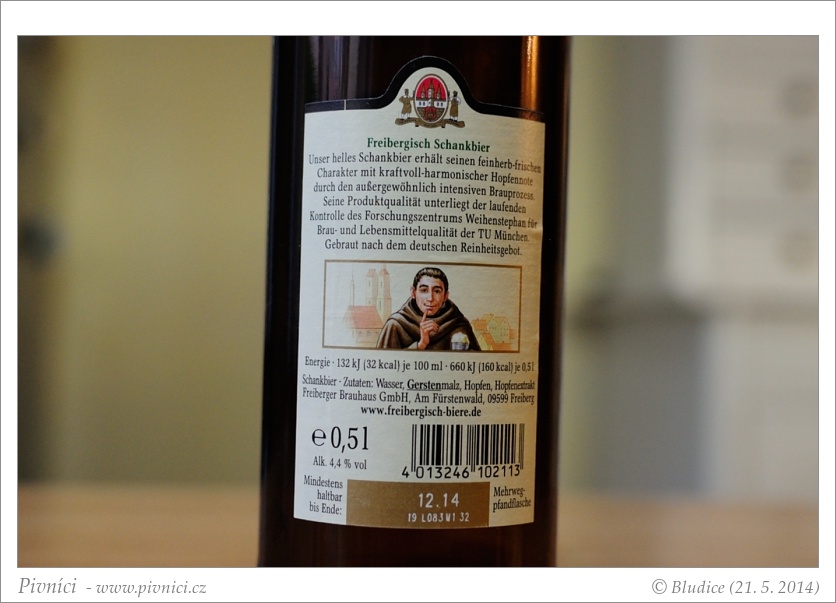 Freibergisch Schankbier
Unser helles Schankbier erhält seinen feinherb-frischen
Charakter mit kraftvoll-harmonischer Hopfennote
durch den außergewöhnlich intensiven Brauprozess.
Seine Produktqualität unterliegt der laufenden
Kontrolle des Forschungszentrums Weihenstephan für
Brau- und Lebensmittelqualität der TU München.
Gebraut nach dem deutschen Reinheitsgebot.
Energie · 132 kJ (32 kcal) je 100 ml · 660 kJ (160 kcal) je 0,5 l
Schankbier · Zutaten: Wasser, Gerstenmalz, Hopfen, Hopfenextrakt
Freiberger Brauhaus GmbH, Am Fürstenwald, 09599 Freiberg
www.freibergisch-biere.de
℮ 0,5 l
Alk. 4,4 % vol
4 013246 102113
Mindestens
haltbar
bis Ende:
12.14
19 L083W1 32
Mehrweg-
pfandflasche
Pivníci - www.pivnici.cz
© Bludice (21. 5. 2014)